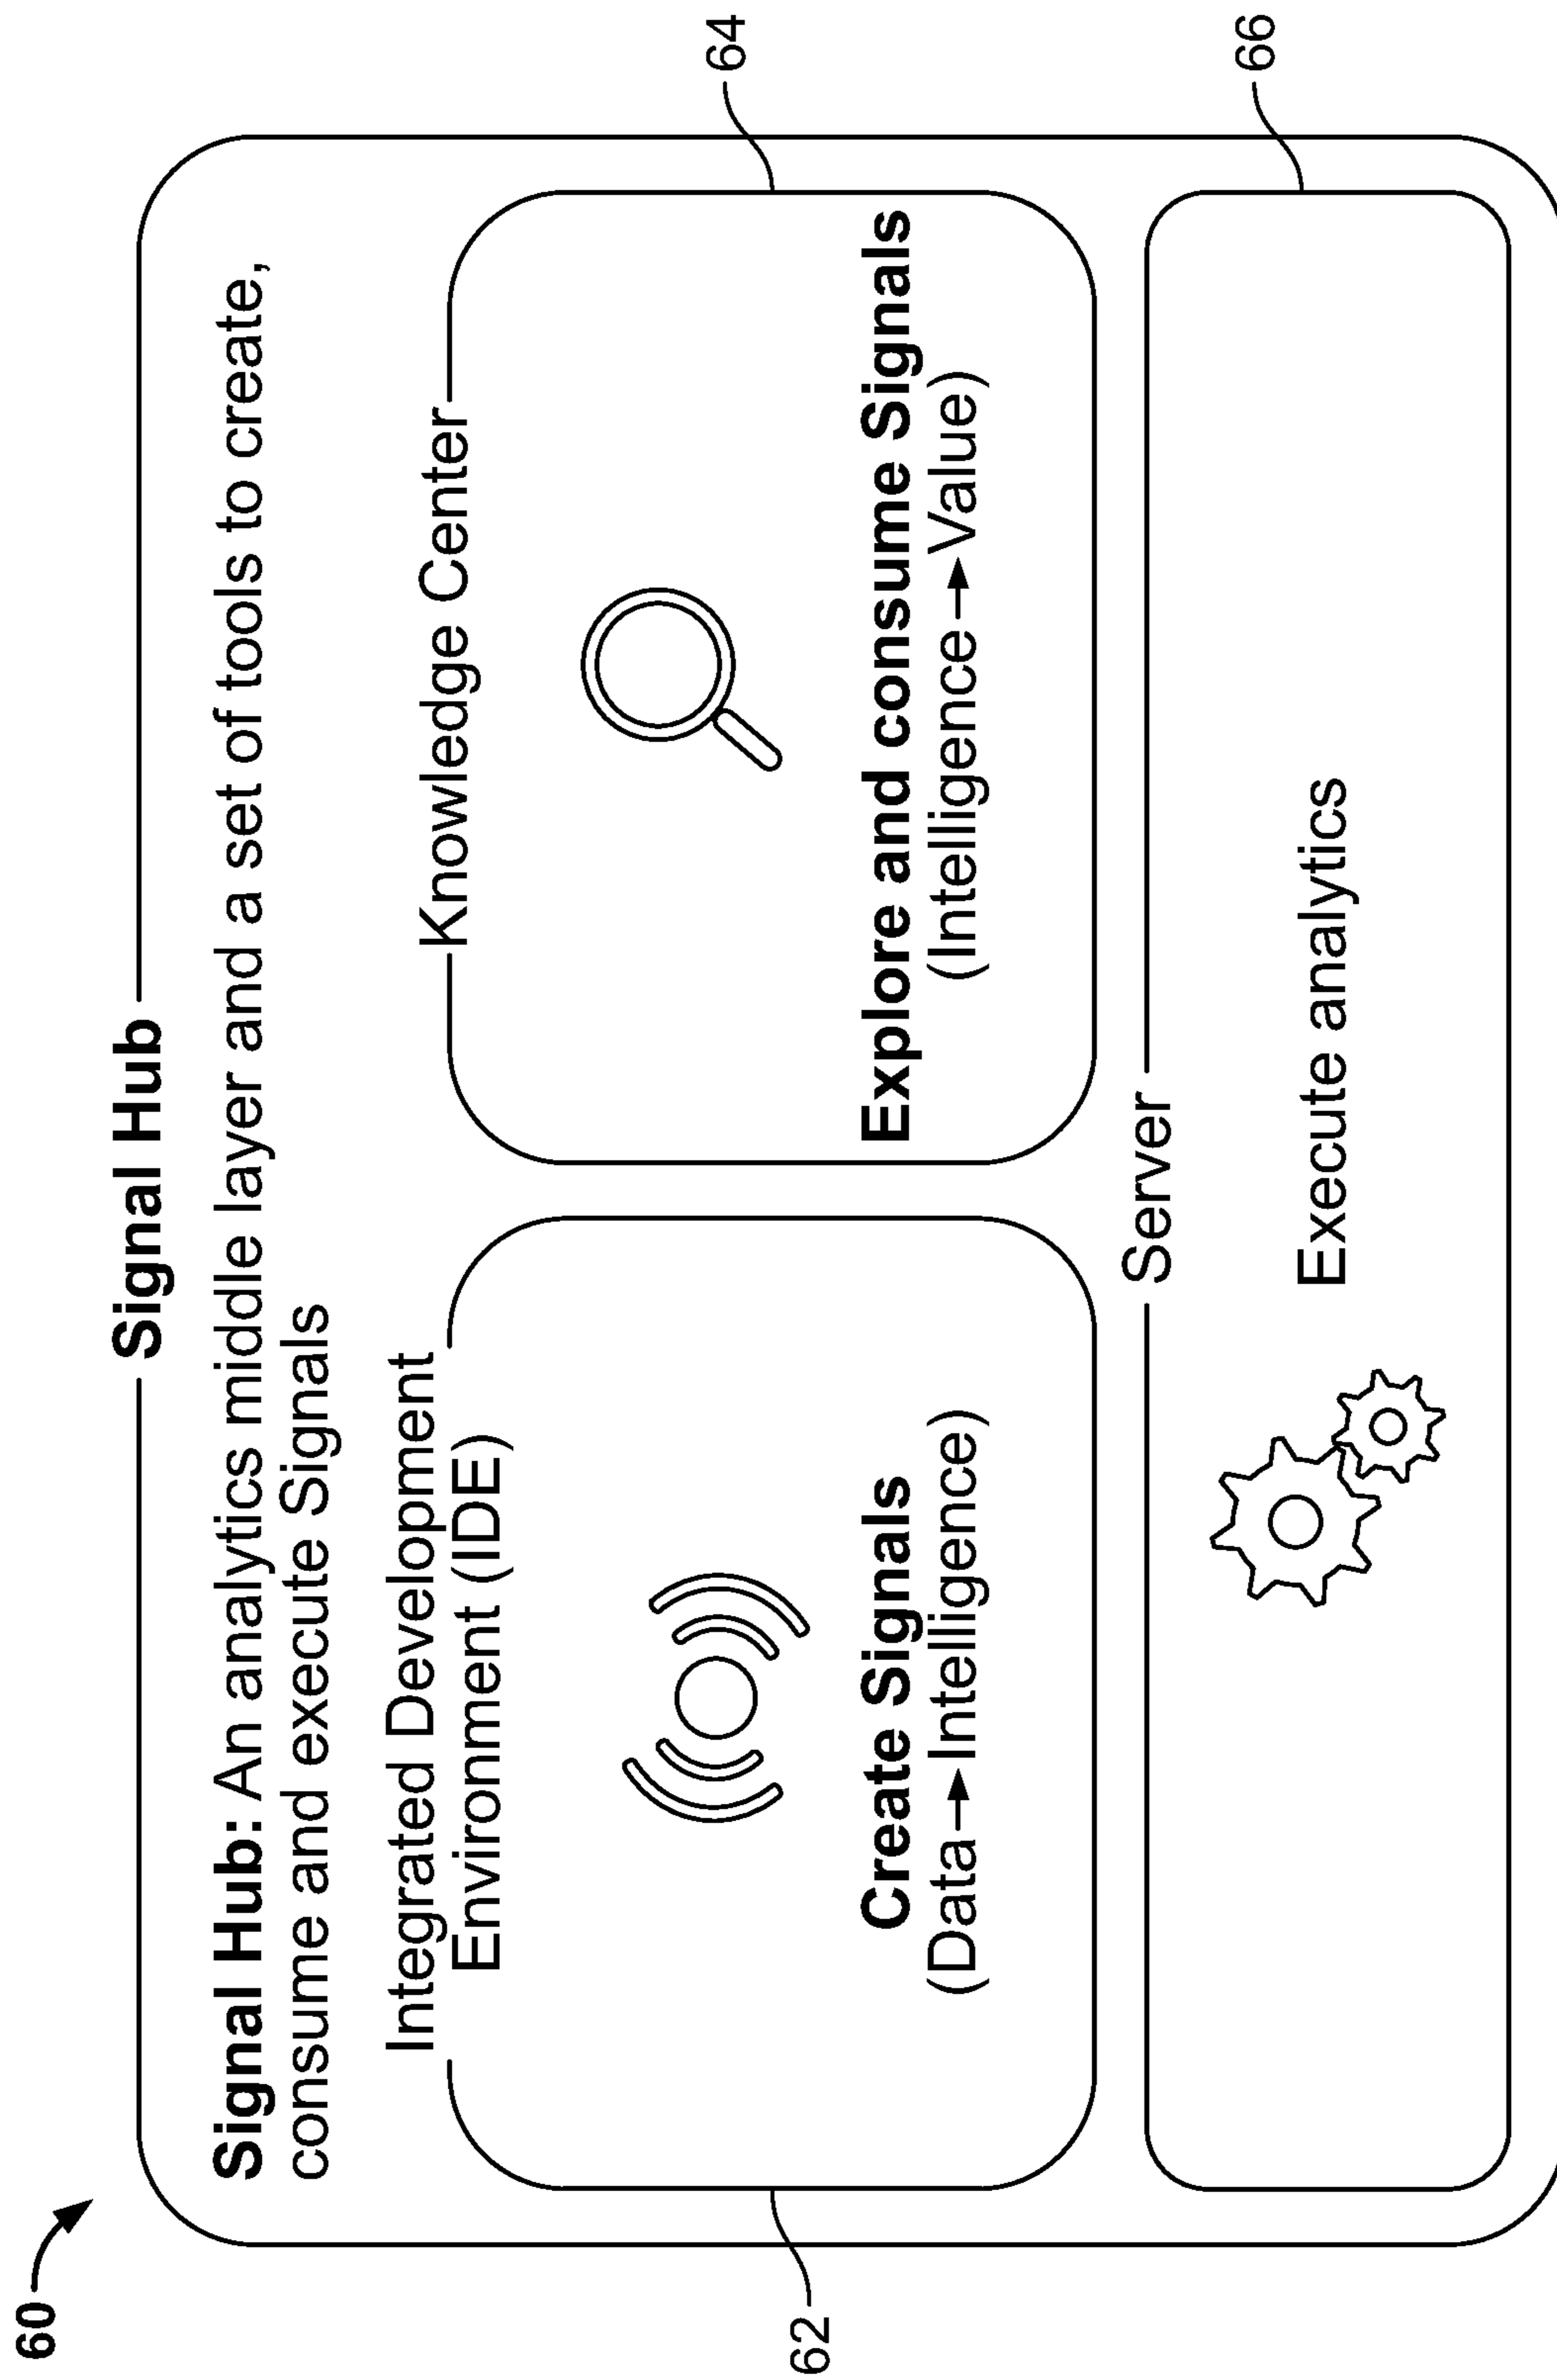 60
Signal Hub
Signal Hub: An analytics middle layer and a set of tools to create,
consume and execute Signals
Integrated Development
Environment (IDE)
Create Signals
(Data→Intelligence)
62
Knowledge Center
Explore and consume Signals
(Intelligence→Value)
64
Server
Execute analytics
66